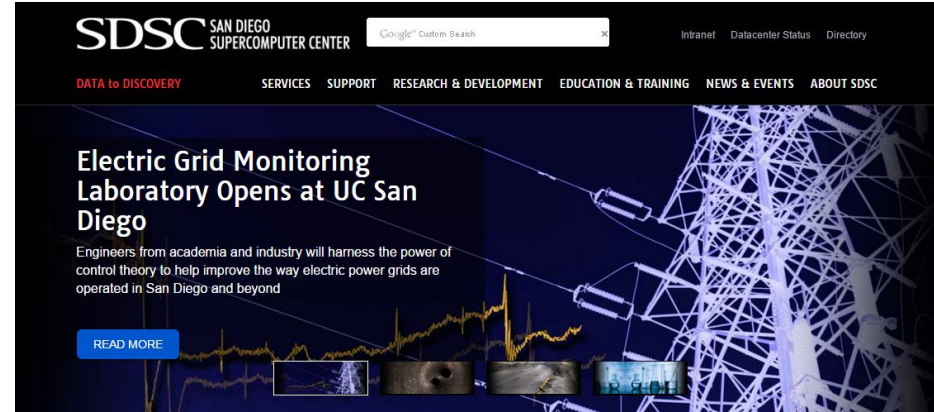 SDSC SAN DIEGO
SUPERCOMPUTER CENTER
Google™ Custom Search
x
Intranet Datacenter Status Directory
DATA to DISCOVERY
SERVICES SUPPORT RESEARCH & DEVELOPMENT EDUCATION & TRAINING NEWS & EVENTS ABOUT SDSC
Electric Grid Monitoring
Laboratory Opens at UC San
Diego
Engineers from academia and industry will harness the power of
control theory to help improve the way electric power grids are
operated in San Diego and beyond
READ MORE